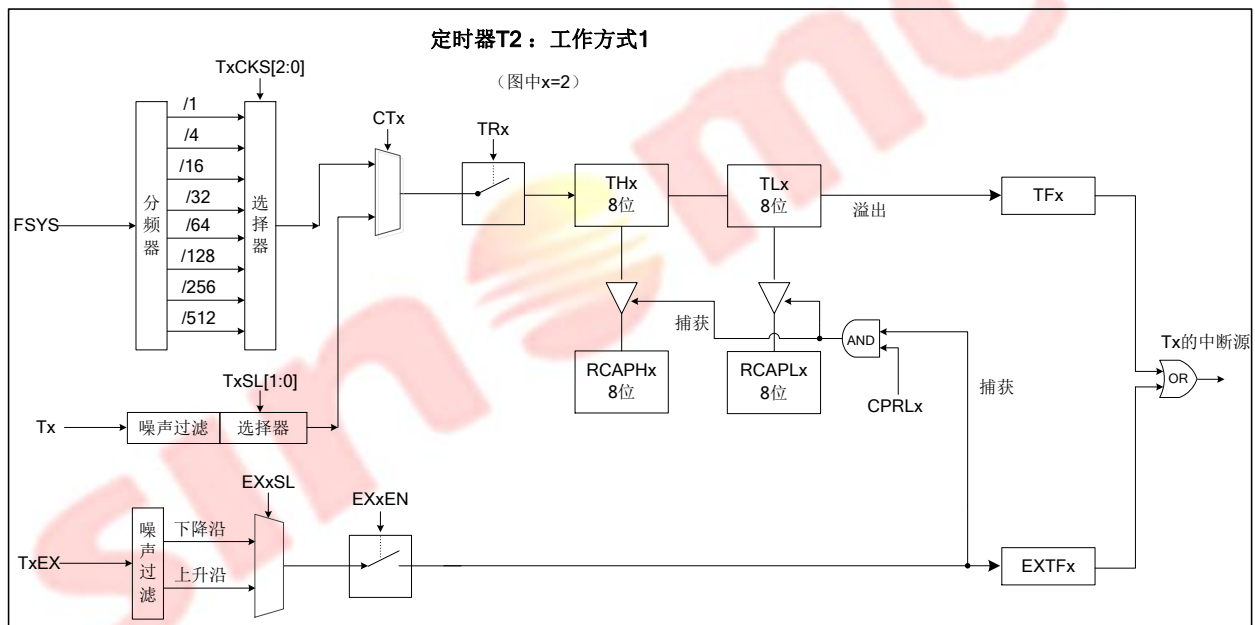 定时器T2：工作方式1
（图中x=2）
TxCKS[2:0]
/1
/4
/16
/32
/64
/128
/256
/512
FSYS
分频器
选择器
CTx
TRx
THx
8位
TLx
8位
溢出
TFx
捕获
AND
RCAPHx
8位
RCAPLx
8位
CPRLx
捕获
Tx的中断源
OR
TxSL[1:0]
Tx
噪声过滤
选择器
EXxSL
EXxEN
TxEX
噪声过滤
下降沿
上升沿
EXTFx
sinomc